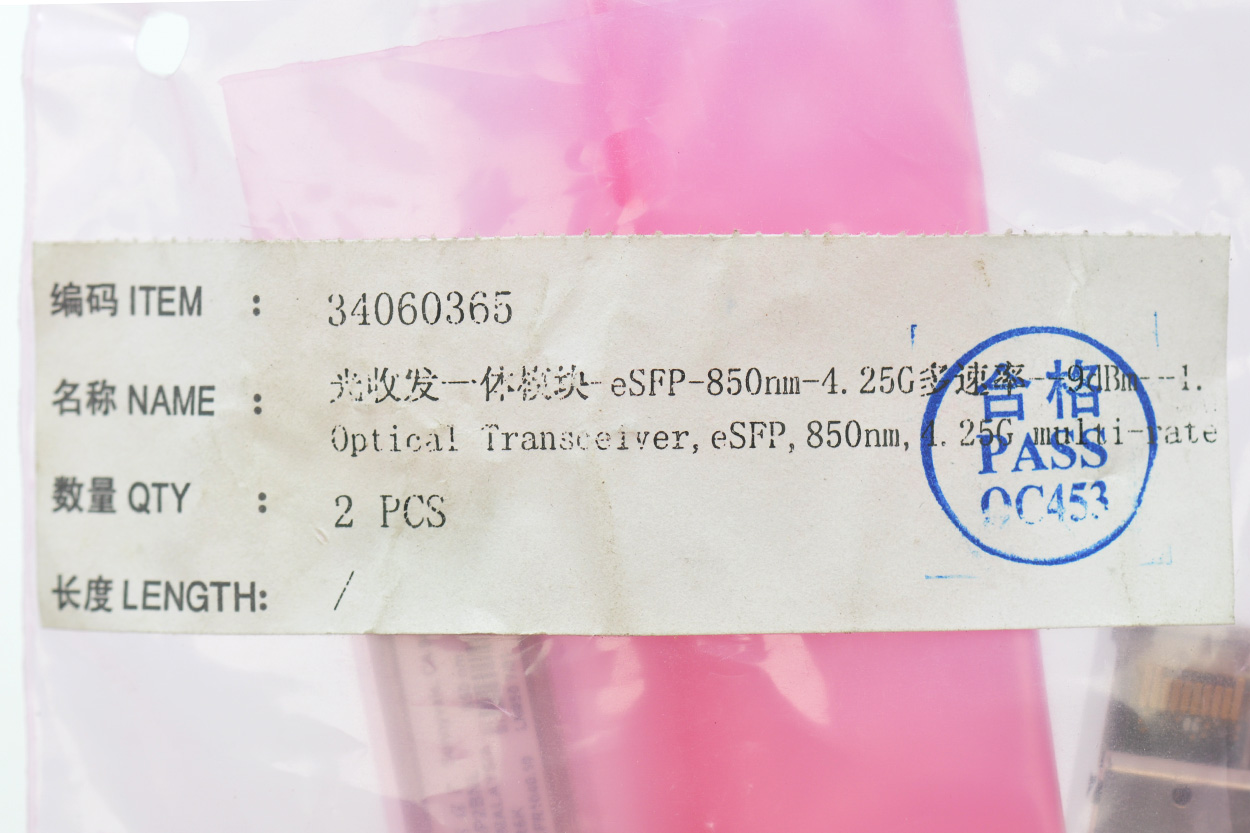 编码 ITEM : 34060365
名称 NAME : 光收发一体模块-eSFP-850nm-4.25G多速率--9dBm--1.
Optical Transceiver,eSFP,850nm,4.25G multi-rate
数量 QTY : 2 PCS
长度 LENGTH: /
合格
PASS
QC453